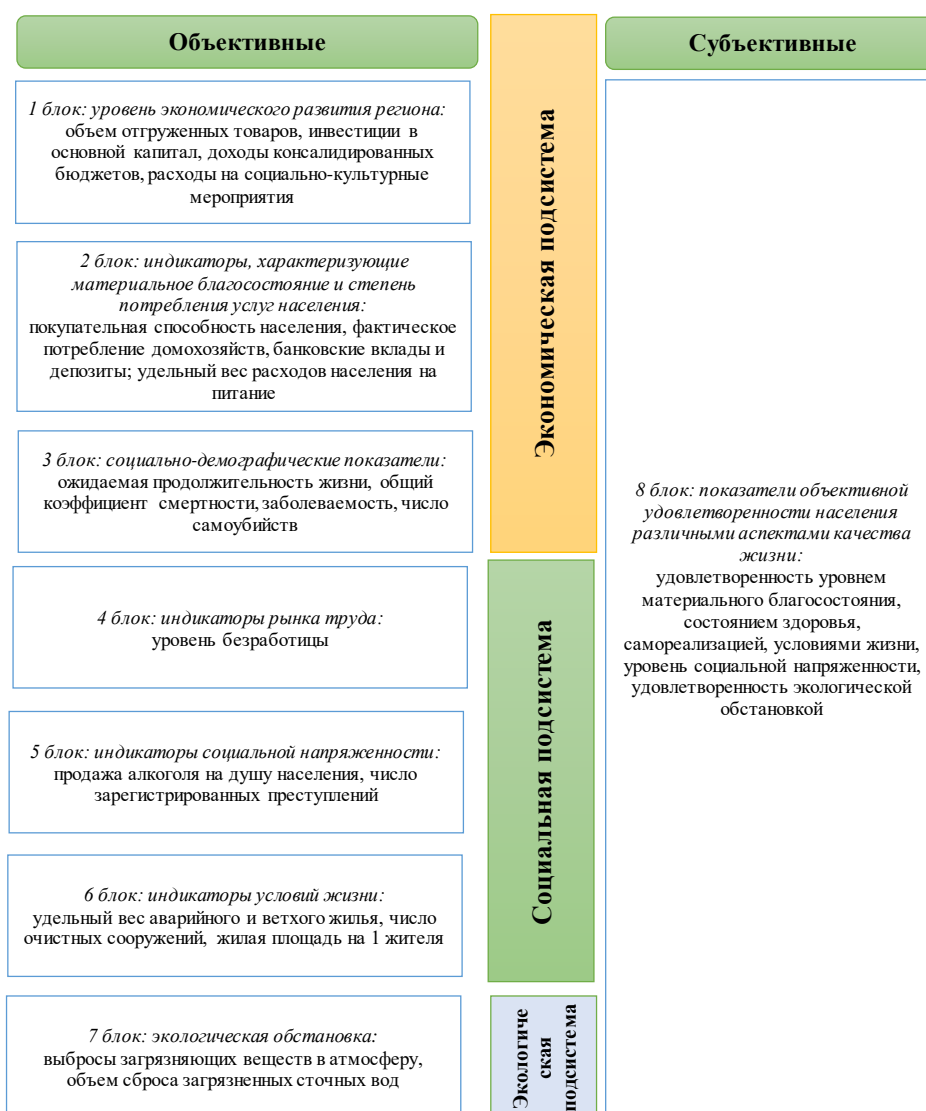 Объективные
1 блок: уровень экономического развития региона:
объем отгруженных товаров, инвестиции в
основной капитал, доходы консалидированных
бюджетов, расходы на социально-культурные
мероприятия
2 блок: индикаторы, характеризующие
материальное благосостояние и степень
потребления услуг населения:
покупательная способность населения, фактическое
потребление домохозяйств, банковские вклады и
депозиты; удельный вес расходов населения на
питание
3 блок: социально-демографические показатели:
ожидаемая продолжительность жизни, общий
коэффициент смертности, заболеваемость, число
самоубийств
4 блок: индикаторы рынка труда:
уровень безработицы
5 блок: индикаторы социальной напряженности:
продажа алкоголя на душу населения, число
зарегистрированных преступлений
6 блок: индикаторы условий жизни:
удельный вес аварийного и ветхого жилья, число
очистных сооружений, жилая площадь на 1 жителя
7 блок: экологическая обстановка:
выбросы загрязняющих веществ в атмосферу,
объем сброса загрязненных сточных вод
Экономическая подсистема
Социальная подсистема
Экологиче
ская
подсистема
Субъективные
8 блок: показатели объективной
удовлетворенности населения
различными аспектами качества
жизни:
удовлетворенность уровнем
материального благосостояния,
состоянием здоровья,
самореализацией, условиями жизни,
уровень социальной напряженности,
удовлетворенность экологической
обстановкой